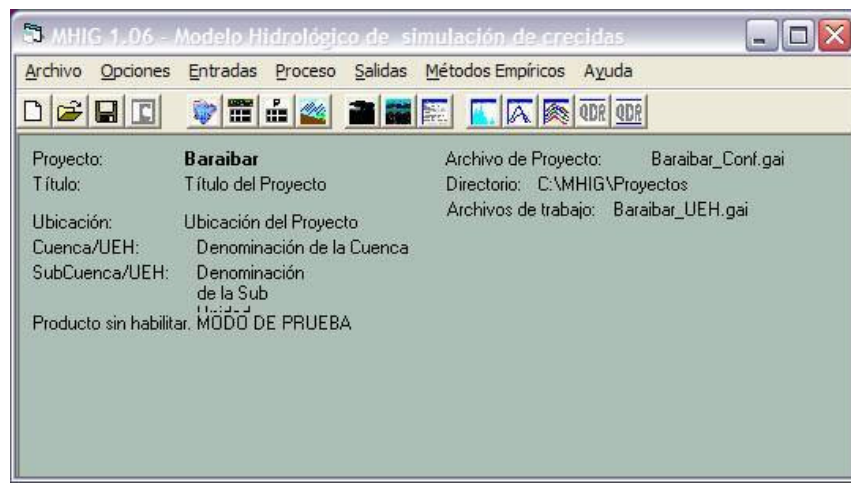 MHIG 1.06 - Modelo Hidrológico de simulación de crecidas
Archivo Opciones Entradas Proceso Salidas Métodos Empíricos Ayuda
QDR QDR
Proyecto: Baraibar
Título: Título del Proyecto
Ubicación: Ubicación del Proyecto
Cuenca/UEH: Denominación de la Cuenca
SubCuenca/UEH: Denominación
de la Sub
Producto sin habilitar. MODO DE PRUEBA
Archivo de Proyecto: Baraibar_Conf.gai
Directorio: C:\MHIG\Proyectos
Archivos de trabajo: Baraibar_UEH.gai